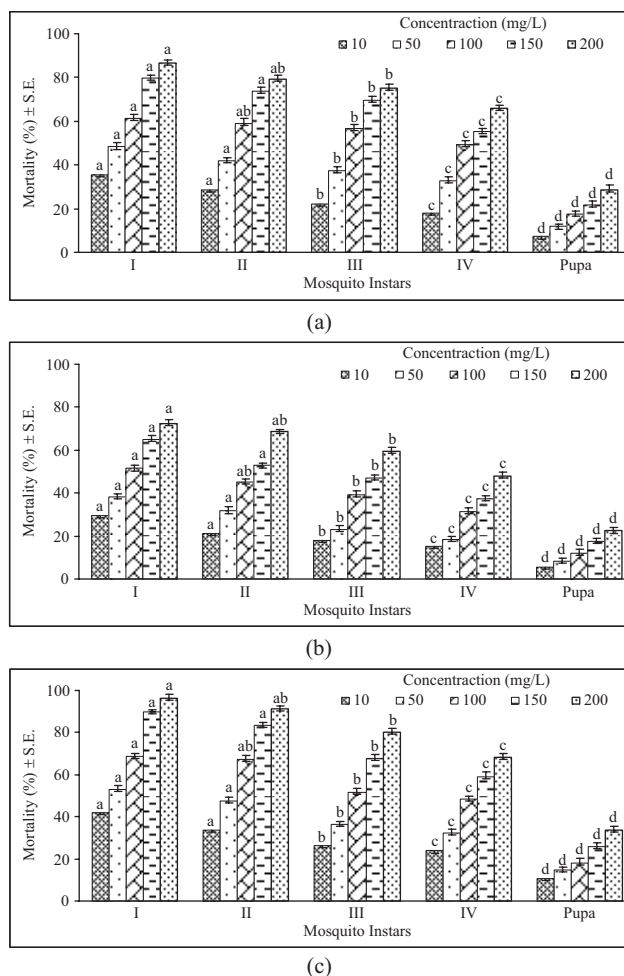 Concentraction mg/L)
10 50 100 150 200
Mortality (%) ± S.E.
100
80
60
40
20
0
a a a a a
a a ab a ab
b b b b b
c c c c c
d d d d d
I II III IV Pupa
Mosquito Instars
(a)
Concentraction (mg/L)
10 50 100 150 200
Mortality (%) ± S.E.
100
80
60
40
20
0
a a a a a
a a ab a ab
b b b b b
c c c c c
d d d d d
I II III IV Pupa
Mosquito Instars
(b)
Concentraction (mg/L)
10 50 100 150 200
Mortality (%) ± S.E.
100
80
60
40
20
0
a a a a a
a a ab a ab
b b b b b
c c c c c
d d d d d
I II III IV Pupa
Mosquito Instars
(c)